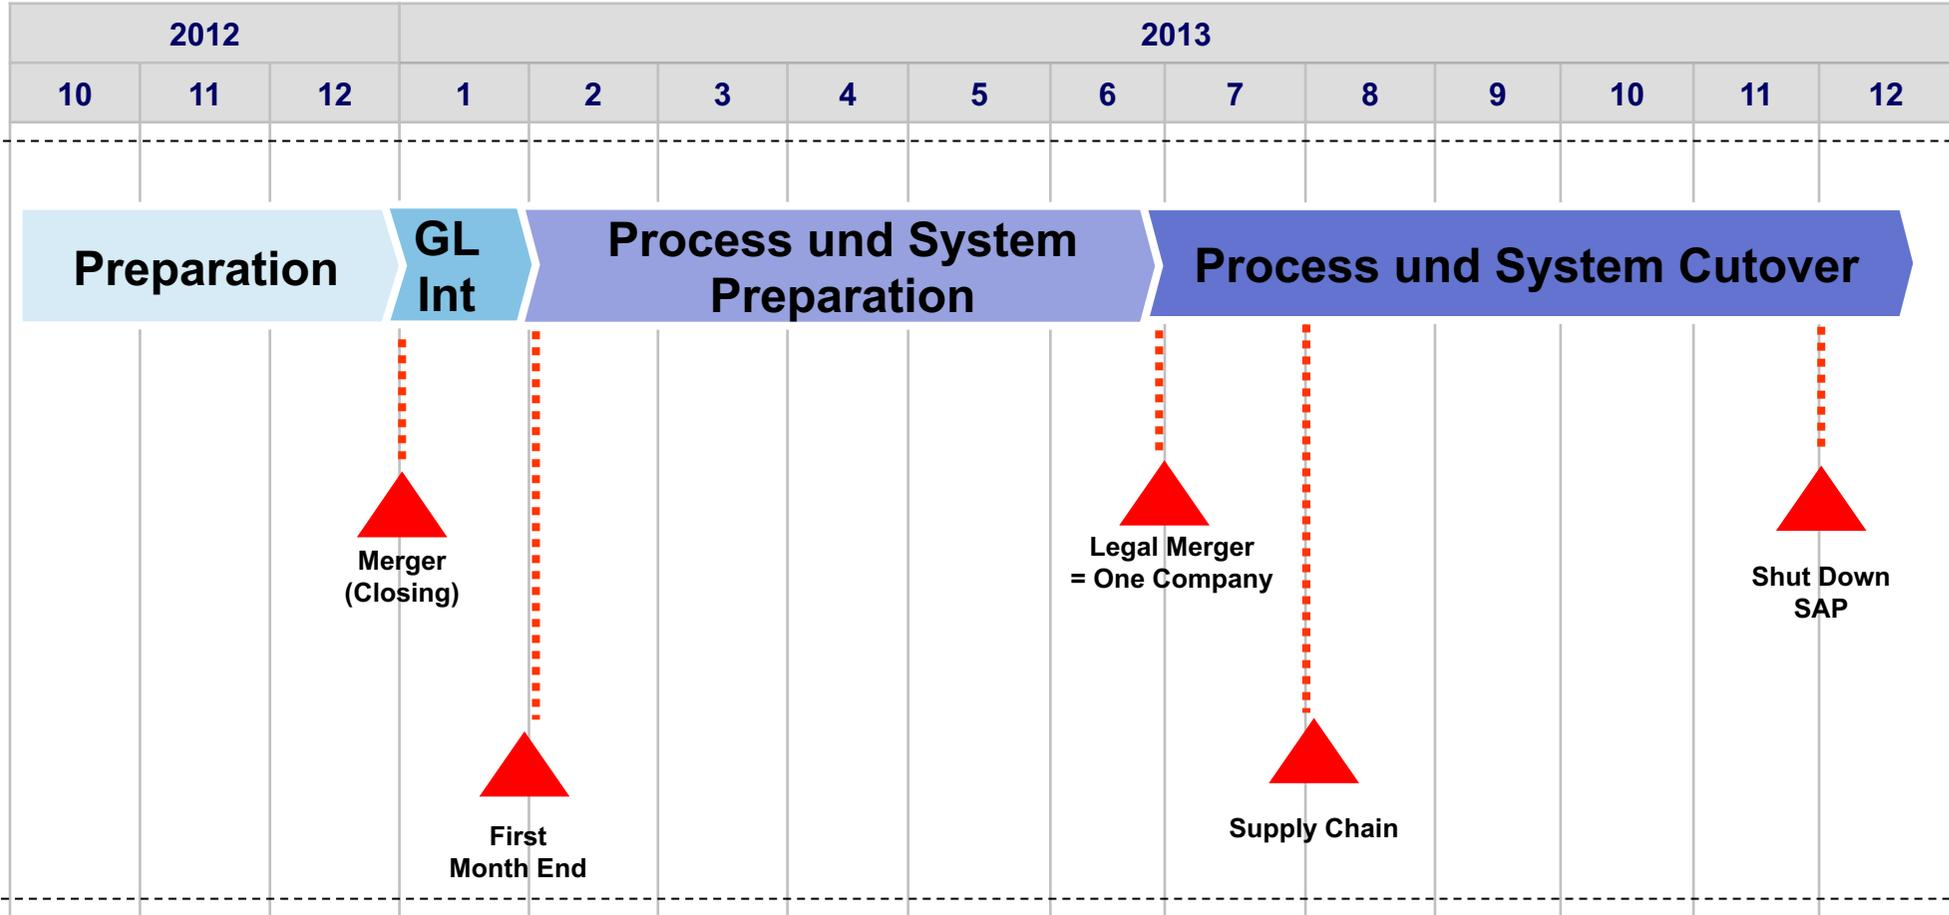 2012 2013
10 11 12 1 2 3 4 5 6 7 8 9 10 11 12
Preparation
GL
Int
Process und System
Preparation
Process und System Cutover
Merger
(Closing)
First
Month End
Legal Merger
= One Company
Supply Chain
Shut Down
SAP